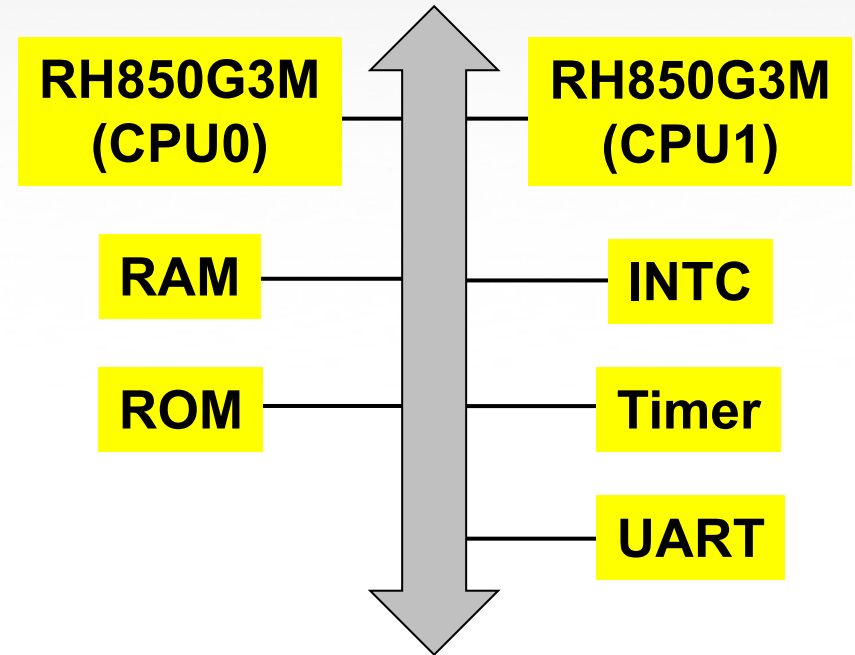 RH850G3M
(CPU0)
RH850G3M
(CPU1)
RAM
INTC
ROM
Timer
UART